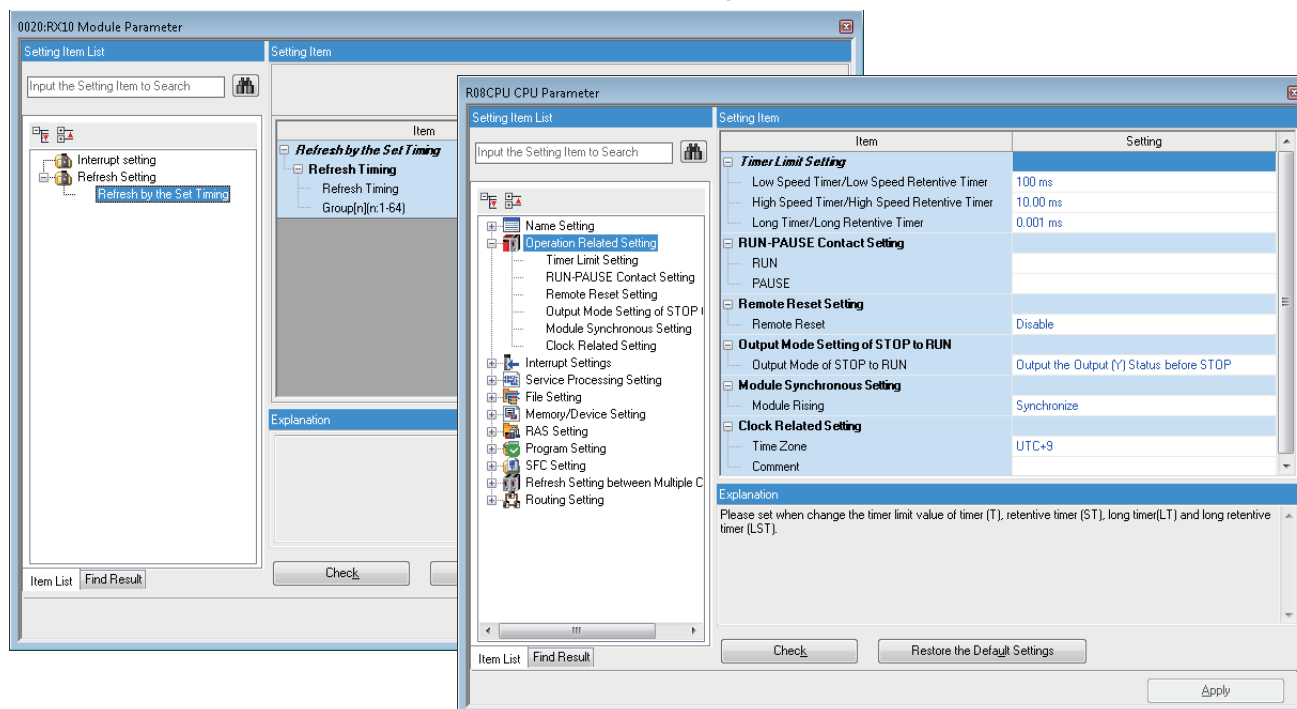 0020:RX10 Module Parameter
Setting Item List
Setting Item
Input the Setting Item to Search
Item
Interrupt setting
Refresh Setting
Refresh by the Set Timing
Refresh by the Set Timing
Refresh Timing
Refresh Timing
Group[n](n:1-64)
Explanation
Item List
Find Result
Check
R08CPU CPU Parameter
Setting Item List
Setting Item
Input the Setting Item to Search
Name Setting
Operation Related Setting
Timer Limit Setting
RUN-PAUSE Contact Setting
Remote Reset Setting
Output Mode Setting of STOP
Module Synchronous Setting
Clock Related Setting
Interrupt Settings
Service Processing Setting
File Setting
Memory/Device Setting
RAS Setting
Program Setting
SFC Setting
Refresh Setting between Multiple C
Routing Setting
Item List
Find Result
Item Setting
Timer Limit Setting
Low Speed Timer/Low Speed Retentive Timer 100 ms
High Speed Timer/High Speed Retentive Timer 10.00 ms
Long Timer/Long Retentive Timer 0.001 ms
RUN-PAUSE Contact Setting
RUN
PAUSE
Remote Reset Setting
Remote Reset Disable
Output Mode Setting of STOP to RUN
Output Mode of STOP to RUN Output the Output (Y) Status before STOP
Module Synchronous Setting
Module Rising Synchronize
Clock Related Setting
Time Zone UTC+9
Comment
Explanation
Please set when change the timer limit value of timer (T), retentive timer (ST), long timer(LT) and long retentive
timer (LST).
Check
Restore the Default Settings
Apply